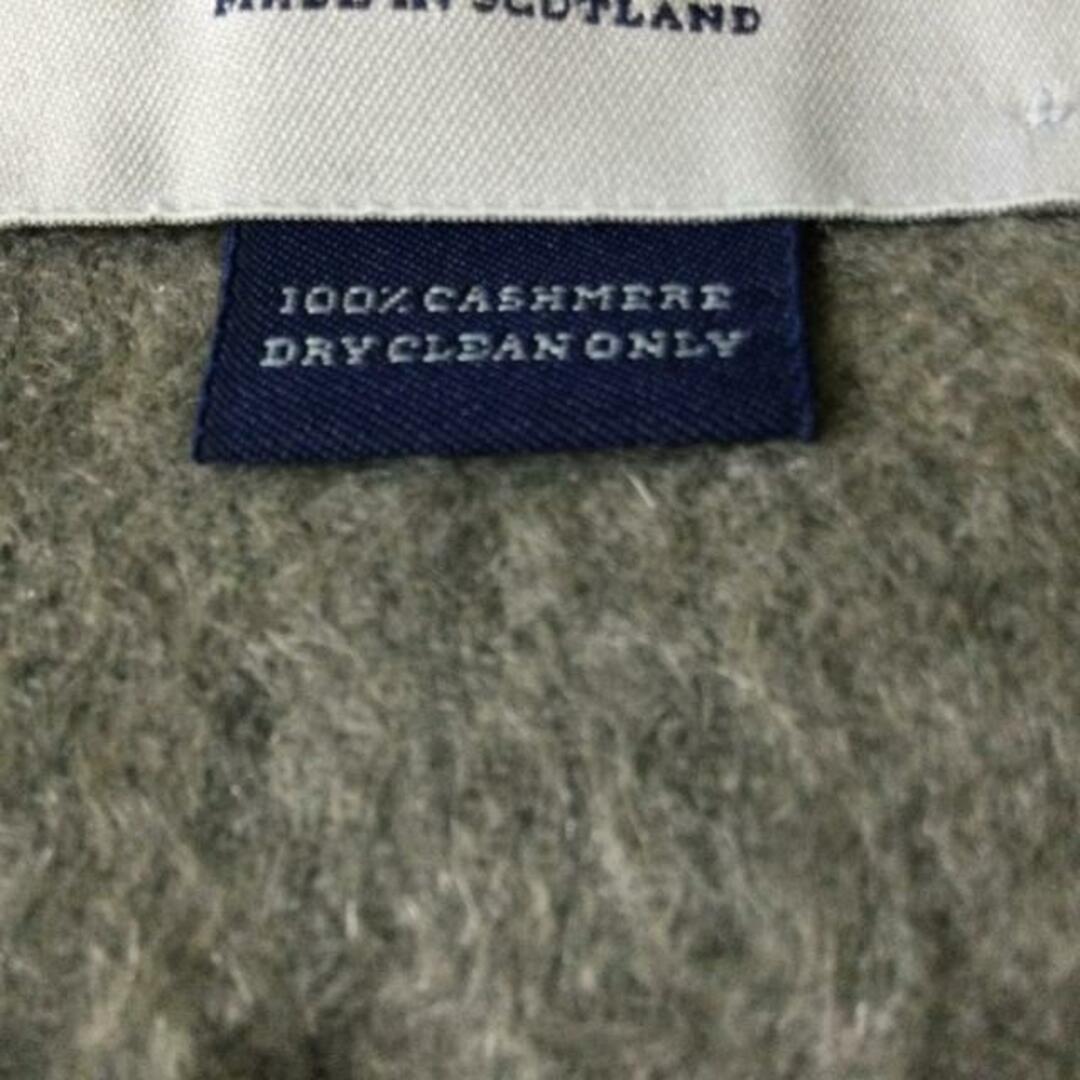 MADE IN SCOTLAND
100% CASHMERE
DRY CLEAN ONLY